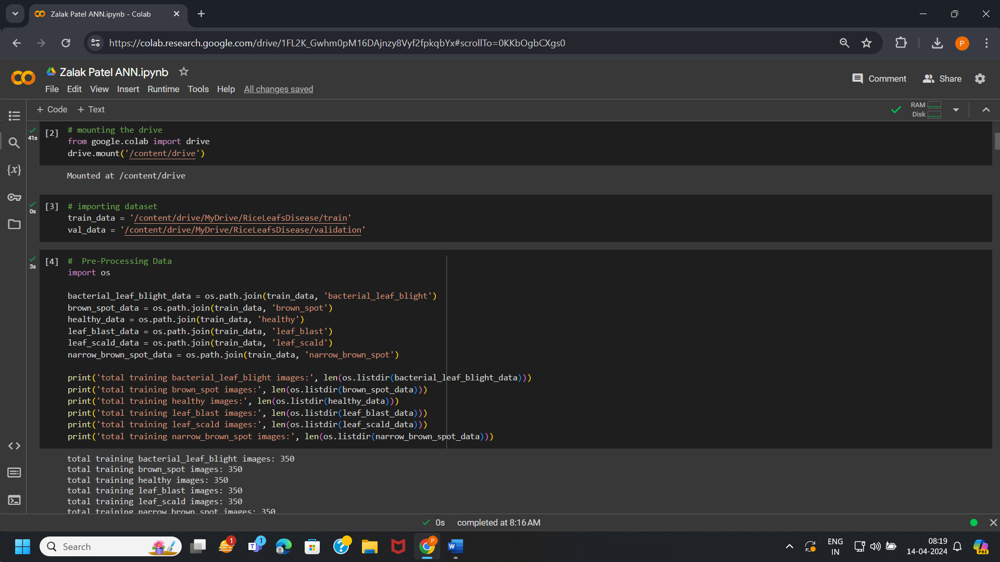 Zalak Patel ANN.ipynb - Colab
https://colab.research.google.com/drive/1FL2K_Gwhm0pM16DAjnzy8Vyf2fpkqbYx#scrollTo=0KKbOgbCXgs0
P
Zalak Patel ANN.ipynb
Comment
Share
File Edit View Insert Runtime Tools Help All changes saved
+ Code + Text
RAM
Disk
41s
[2]
# mounting the drive
from google.colab import drive
drive.mount('/content/drive')
Mounted at /content/drive
0s
[3]
# importing dataset
train_data = '/content/drive/MyDrive/RiceLeafsDisease/train'
val_data = '/content/drive/MyDrive/RiceLeafsDisease/validation'
3s
[4]
#  Pre-Processing Data
import os
bacterial_leaf_blight_data = os.path.join(train_data, 'bacterial_leaf_blight')
brown_spot_data = os.path.join(train_data, 'brown_spot')
healthy_data = os.path.join(train_data, 'healthy')
leaf_blast_data = os.path.join(train_data, 'leaf_blast')
leaf_scald_data = os.path.join(train_data, 'leaf_scald')
narrow_brown_spot_data = os.path.join(train_data, 'narrow_brown_spot')
print('total training bacterial_leaf_blight images:', len(os.listdir(bacterial_leaf_blight_data)))
print('total training brown_spot images:', len(os.listdir(brown_spot_data)))
print('total training healthy images:', len(os.listdir(healthy_data)))
print('total training leaf_blast images:', len(os.listdir(leaf_blast_data)))
print('total training leaf_scald images:', len(os.listdir(leaf_scald_data)))
print('total training narrow_brown_spot images:', len(os.listdir(narrow_brown_spot_data)))
total training bacterial_leaf_blight images: 350
total training brown_spot images: 350
total training healthy images: 350
total training leaf_blast images: 350
total training leaf_scald images: 350
total training narrow_brown_spot images: 350
{x}
0s completed at 8:16 AM
Search
1
1
P
ENG
IN
08:19
14-04-2024
PRE